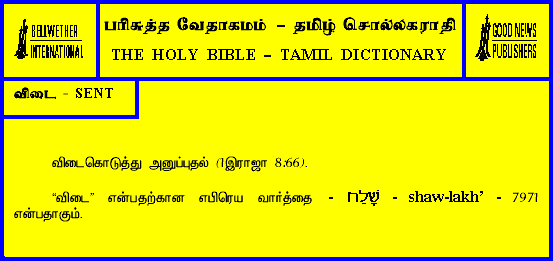 BELLWETHER
INTERNATIONAL
பரிசுத்த வேதாகமம் – தமிழ் சொல்லகராதி
THE HOLY BIBLE – TAMIL DICTIONARY
GOOD NEWS
PUBLISHERS
விடை - SENT
விடைகொடுத்து அனுப்புதல் (1இராஜா 8:66).
“விடை” என்பதற்கான எபிரெய வார்த்தை - שָׁלַח - shaw-lakh’ - 7971
என்பதாகும்.